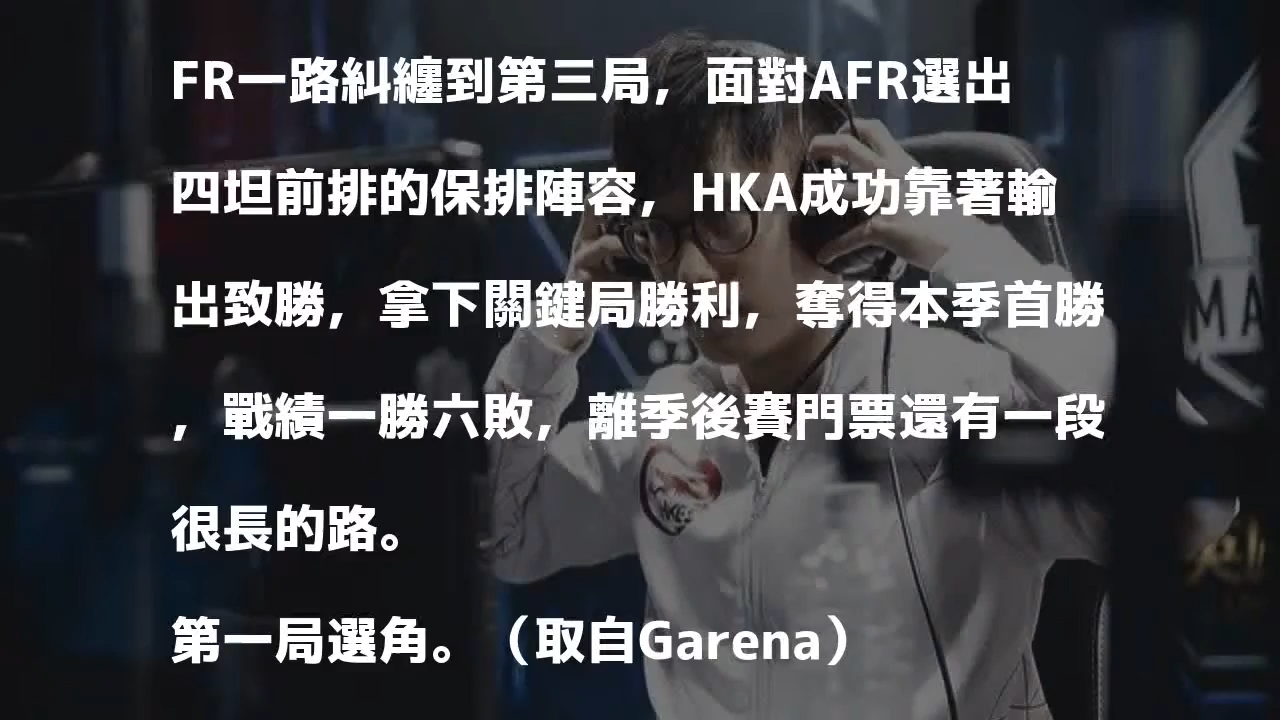 FR一路糾纏到第三局，面對AFR選出
四坦前排的保排陣容，HKA成功靠著輸
出致勝，拿下關鍵局勝利，奪得本季首勝
，戰績一勝六敗，離季後賽門票還有一段
很長的路。
第一局選角。（取自Garena）
MA